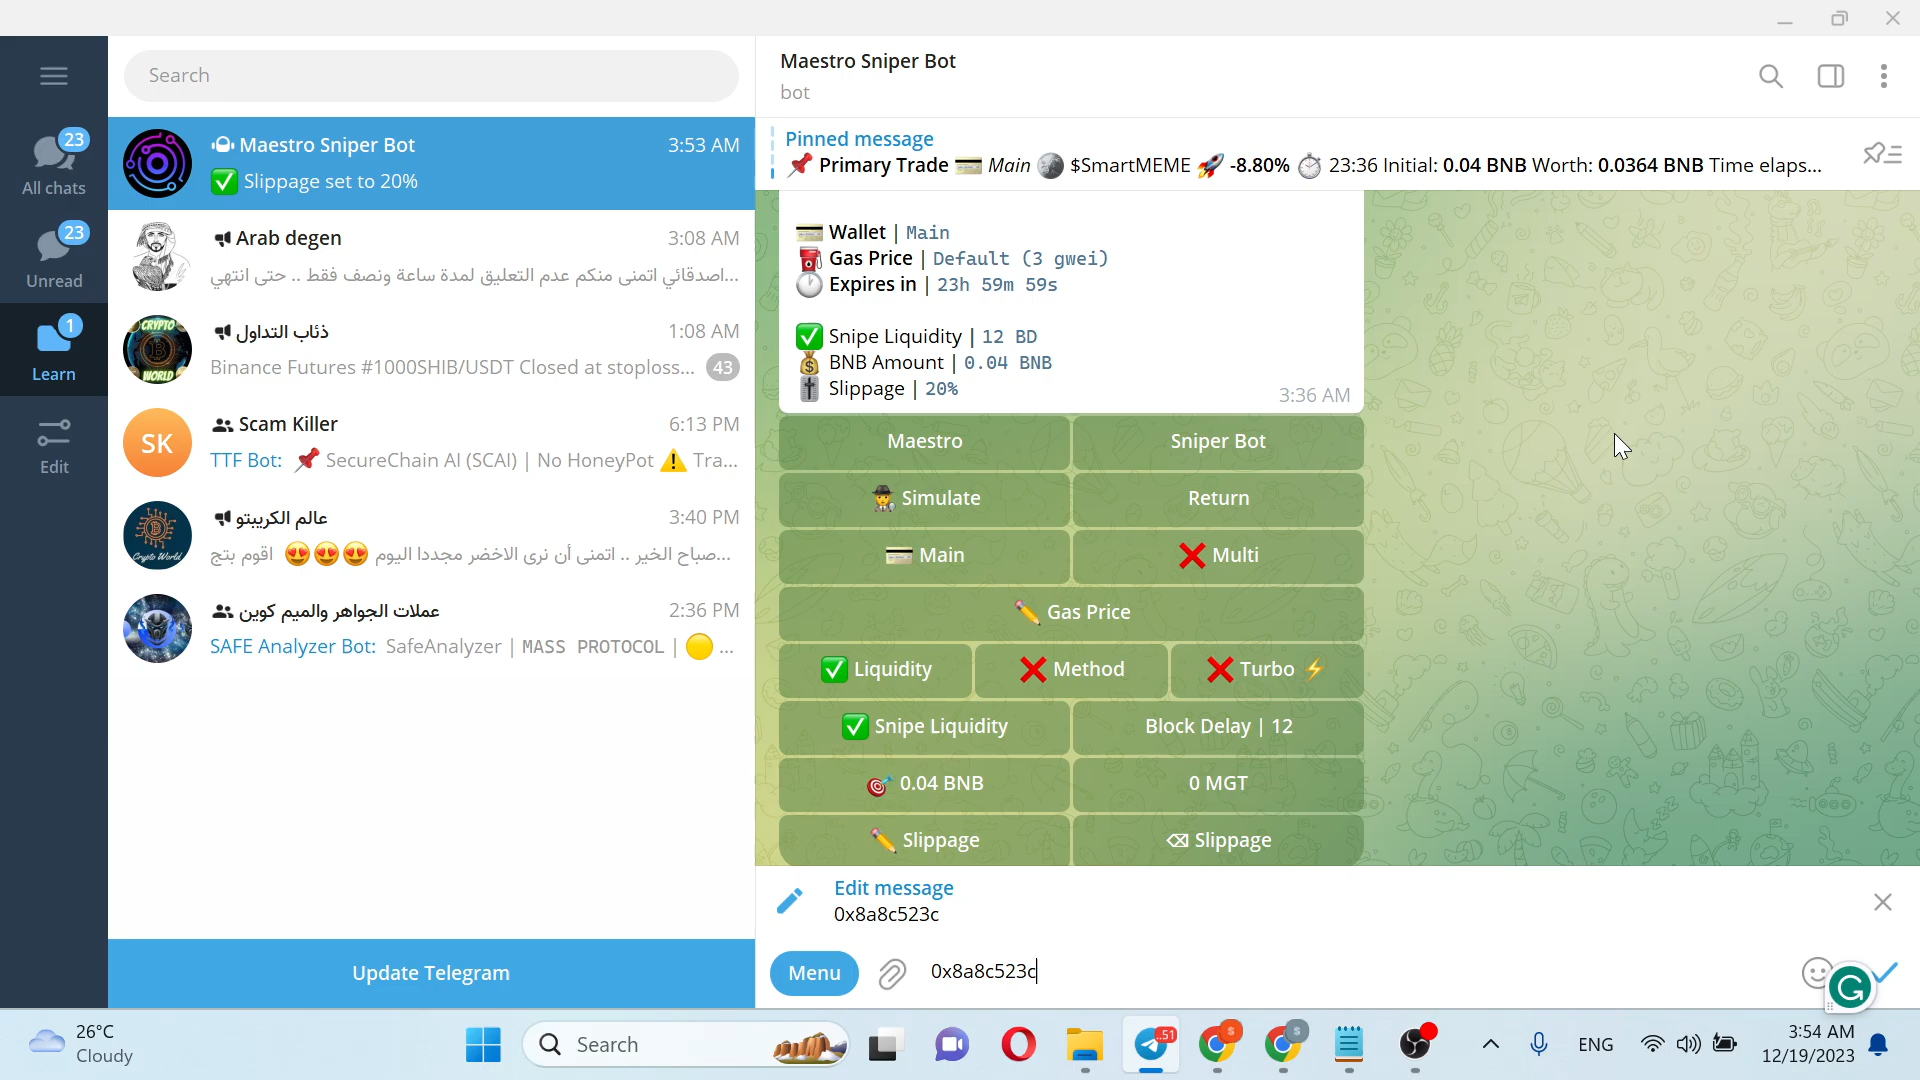 Search
23
All chats
23
Unread
1
Learn
Edit
Maestro Sniper Bot
3:53 AM
✅ Slippage set to 20%
Arab degen
3:08 AM
اصدقائي اتمنى منكم عدم التعليق لمدة ساعة ونصف فقط .. حتى انتهي...
ذئاب التداول
1:08 AM
Binance Futures #1000SHIB/USDT Closed at stoploss...
43
CRYPTO
WORLD
SK
Scam Killer
6:13 PM
TTF Bot: 📌 SecureChain AI (SCAI) | No HoneyPot ⚠️ Tra...
Crypto World
عالم الكريبتو
3:40 PM
صباح الخير .. اتمنى أن نرى الاخضر مجددا اليوم 😍😍😍 اقوم بتج...
عملات الجواهر والميم كوين
2:36 PM
SAFE Analyzer Bot: SafeAnalyzer | MASS PROTOCOL | 🟡 ...
Update Telegram
Maestro Sniper Bot
bot
Pinned message
📌 Primary Trade 💳 Main 🌚 $SmartMEME 🚀 -8.80% ⏱ 23:36 Initial: 0.04 BNB Worth: 0.0364 BNB Time elaps...
💳 Wallet | Main
⛽ Gas Price | Default (3 gwei)
🕐 Expires in | 23h 59m 59s
✅ Snipe Liquidity | 12 BD
💰 BNB Amount | 0.04 BNB
🎚 Slippage | 20%
3:36 AM
Maestro
Sniper Bot
Simulate
Return
💳 Main
❌ Multi
✏️ Gas Price
✅ Liquidity
❌ Method
❌ Turbo ⚡
✅ Snipe Liquidity
Block Delay | 12
🎯 0.04 BNB
0 MGT
✏️ Slippage
⌫ Slippage
Edit message
0x8a8c523c
Menu
0x8a8c523c
26°C
Cloudy
Search
..51
S
S
ENG
3:54 AM
12/19/2023